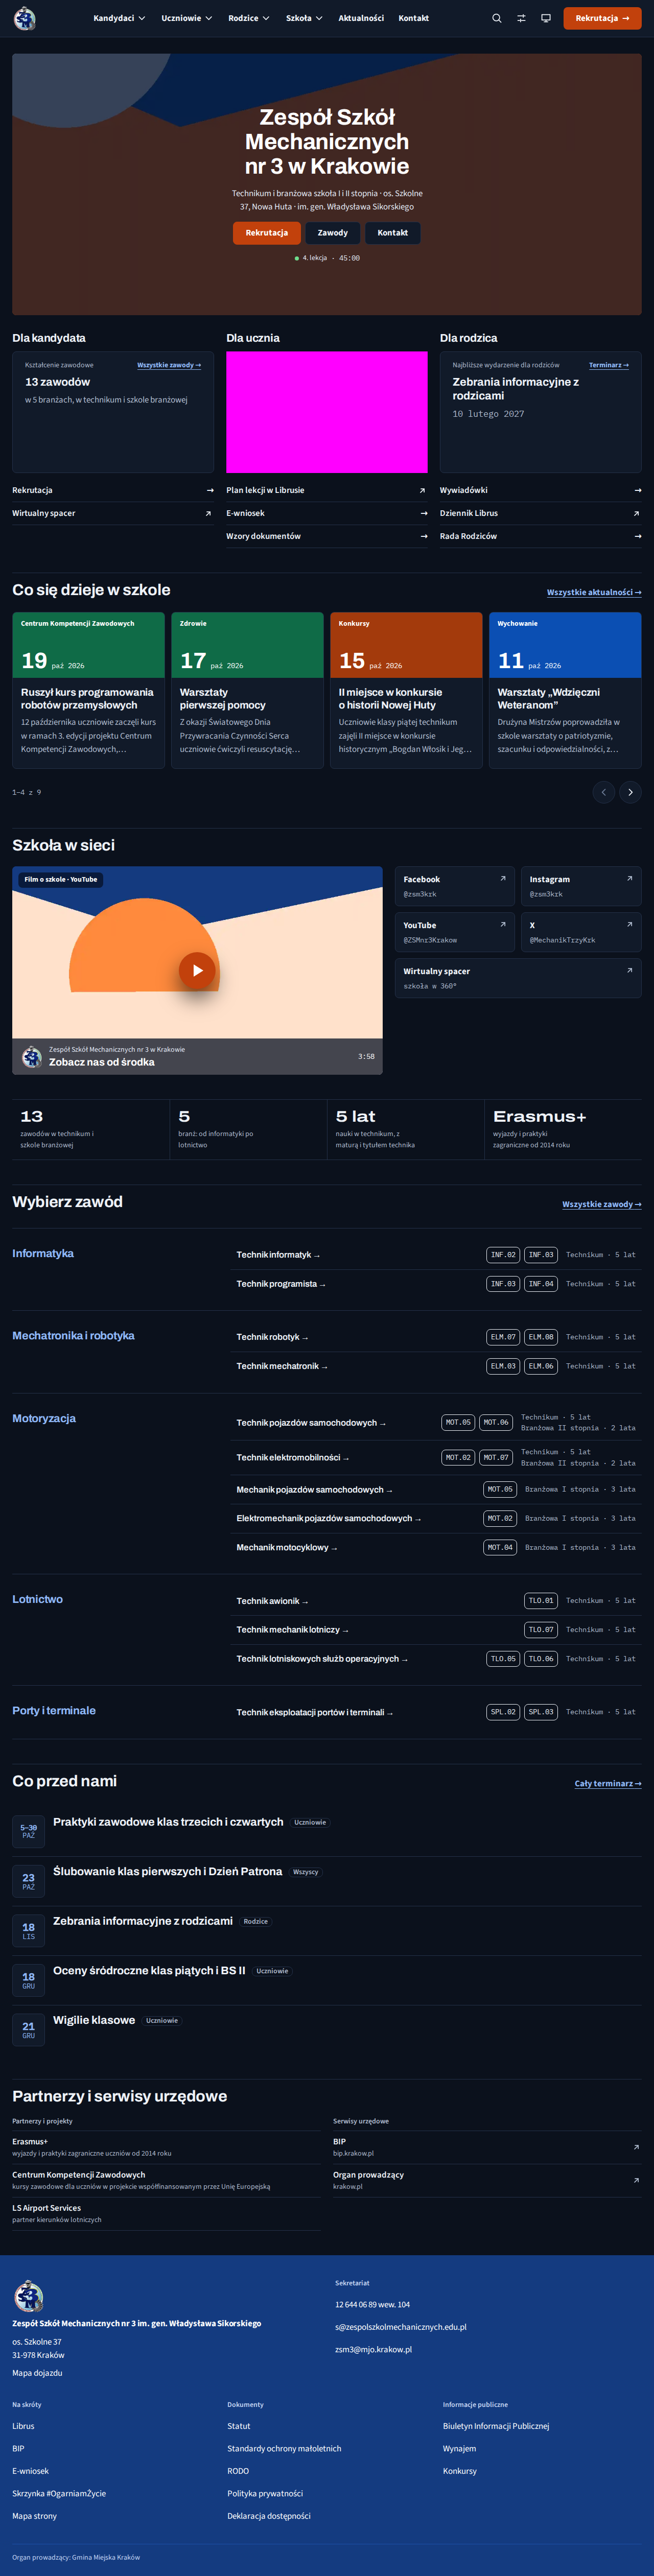 Kandydaci Uczniowie Rodzice Szkoła Aktualności Kontakt Rekrutacja →
Zespół Szkół
Mechanicznych
nr 3 w Krakowie
Technikum i branżowa szkoła I i II stopnia · os. Szkolne
37, Nowa Huta · im. gen. Władysława Sikorskiego
Rekrutacja Zawody Kontakt
4. lekcja · 45:00
Dla kandydata
Kształcenie zawodowe Wszystkie zawody →
13 zawodów
w 5 branżach, w technikum i szkole branżowej
Rekrutacja →
Wirtualny spacer ↗
Dla ucznia
Plan lekcji w Librusie ↗
E-wniosek →
Wzory dokumentów →
Dla rodzica
Najbliższe wydarzenie dla rodziców Terminarz →
Zebrania informacyjne z
rodzicami
10 lutego 2027
Wywiadówki →
Dziennik Librus ↗
Rada Rodziców →
Co się dzieje w szkole Wszystkie aktualności →
Centrum Kompetencji Zawodowych
19 paź 2026
Ruszył kurs programowania
robotów przemysłowych
12 października uczniowie zaczęli kurs
w ramach 3. edycji projektu Centrum
Kompetencji Zawodowych,…
Zdrowie
17 paź 2026
Warsztaty
pierwszej pomocy
Z okazji Światowego Dnia
Przywracania Czynności Serca
uczniowie ćwiczyli resuscytację…
Konkursy
15 paź 2026
II miejsce w konkursie
o historii Nowej Huty
Uczniowie klasy piątej technikum
zajęli II miejsce w konkursie
historycznym „Bogdan Włosik i Jeg…
Wychowanie
11 paź 2026
Warsztaty „Wdzięczni
Weteranom”
Drużyna Mistrzów poprowadziła w
szkole warsztaty o patriotyzmie,
szacunku i odpowiedzialności, z…
1–4 z 9
Szkoła w sieci
Film o szkole · YouTube
Zespół Szkół Mechanicznych nr 3 w Krakowie
Zobacz nas od środka
3:58
Facebook ↗
@zsm3krk
Instagram ↗
@zsm3krk
YouTube ↗
@ZSMnr3Krakow
X ↗
@MechanikTrzyKrk
Wirtualny spacer ↗
szkoła w 360°
13
zawodów w technikum i
szkole branżowej
5
branż: od informatyki po
lotnictwo
5 lat
nauki w technikum, z
maturą i tytułem technika
Erasmus+
wyjazdy i praktyki
zagraniczne od 2014 roku
Wybierz zawód Wszystkie zawody →
Informatyka
Technik informatyk → INF.02 INF.03 Technikum · 5 lat
Technik programista → INF.03 INF.04 Technikum · 5 lat
Mechatronika i robotyka
Technik robotyk → ELM.07 ELM.08 Technikum · 5 lat
Technik mechatronik → ELM.03 ELM.06 Technikum · 5 lat
Motoryzacja
Technik pojazdów samochodowych → MOT.05 MOT.06 Technikum · 5 lat
Branżowa II stopnia · 2 lata
Technik elektromobilności → MOT.02 MOT.07 Technikum · 5 lat
Branżowa II stopnia · 2 lata
Mechanik pojazdów samochodowych → MOT.05 Branżowa I stopnia · 3 lata
Elektromechanik pojazdów samochodowych → MOT.02 Branżowa I stopnia · 3 lata
Mechanik motocyklowy → MOT.04 Branżowa I stopnia · 3 lata
Lotnictwo
Technik awionik → TLO.01 Technikum · 5 lat
Technik mechanik lotniczy → TLO.07 Technikum · 5 lat
Technik lotniskowych służb operacyjnych → TLO.05 TLO.06 Technikum · 5 lat
Porty i terminale
Technik eksploatacji portów i terminali → SPL.02 SPL.03 Technikum · 5 lat
Co przed nami Cały terminarz →
5–30
PAŹ
Praktyki zawodowe klas trzecich i czwartych Uczniowie
23
PAŹ
Ślubowanie klas pierwszych i Dzień Patrona Wszyscy
18
LIS
Zebrania informacyjne z rodzicami Rodzice
18
GRU
Oceny śródroczne klas piątych i BS II Uczniowie
21
GRU
Wigilie klasowe Uczniowie
Partnerzy i serwisy urzędowe
Partnerzy i projekty
Erasmus+
wyjazdy i praktyki zagraniczne uczniów od 2014 roku
Centrum Kompetencji Zawodowych
kursy zawodowe dla uczniów w projekcie współfinansowanym przez Unię Europejską
LS Airport Services
partner kierunków lotniczych
Serwisy urzędowe
BIP ↗
bip.krakow.pl
Organ prowadzący ↗
krakow.pl
Zespół Szkół Mechanicznych nr 3 im. gen. Władysława Sikorskiego
os. Szkolne 37
31-978 Kraków
Mapa dojazdu
Sekretariat
12 644 06 89 wew. 104
s@zespolszkolmechanicznych.edu.pl
zsm3@mjo.krakow.pl
Na skróty
Librus
BIP
E-wniosek
Skrzynka #OgarniamŻycie
Mapa strony
Dokumenty
Statut
Standardy ochrony małoletnich
RODO
Polityka prywatności
Deklaracja dostępności
Informacje publiczne
Biuletyn Informacji Publicznej
Wynajem
Konkursy
Organ prowadzący: Gmina Miejska Kraków